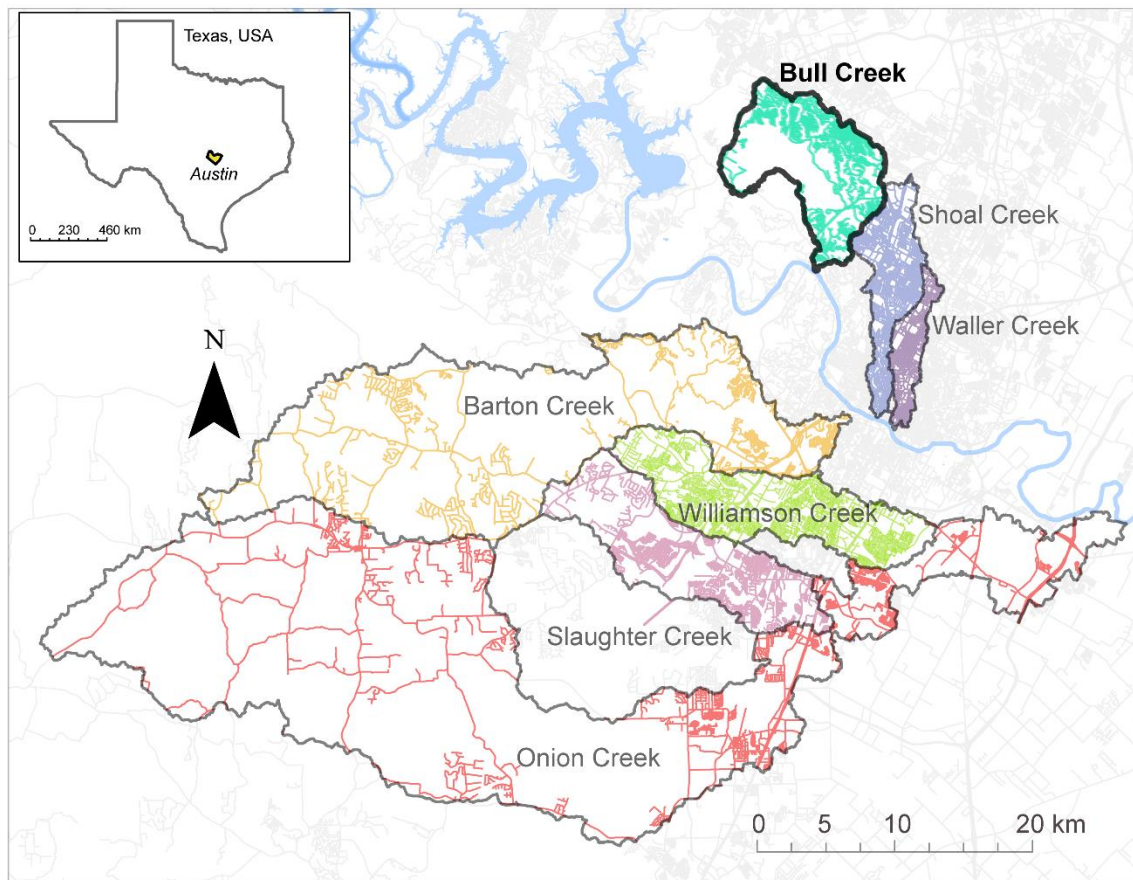 Texas, USA
Austin
0 230 460 km
Bull Creek
Shoal Creek
Waller Creek
N
Barton Creek
Williamson Creek
Slaughter Creek
Onion Creek
0 5 10 20 km